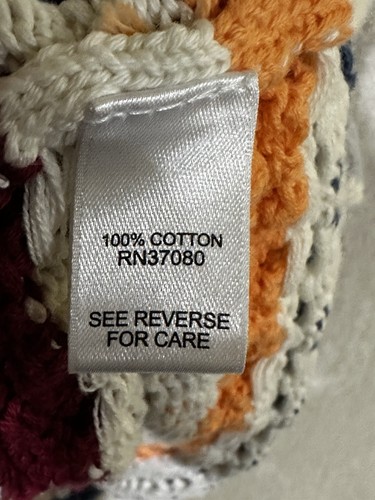 100% COTTON
RN37080
SEE REVERSE
FOR CARE